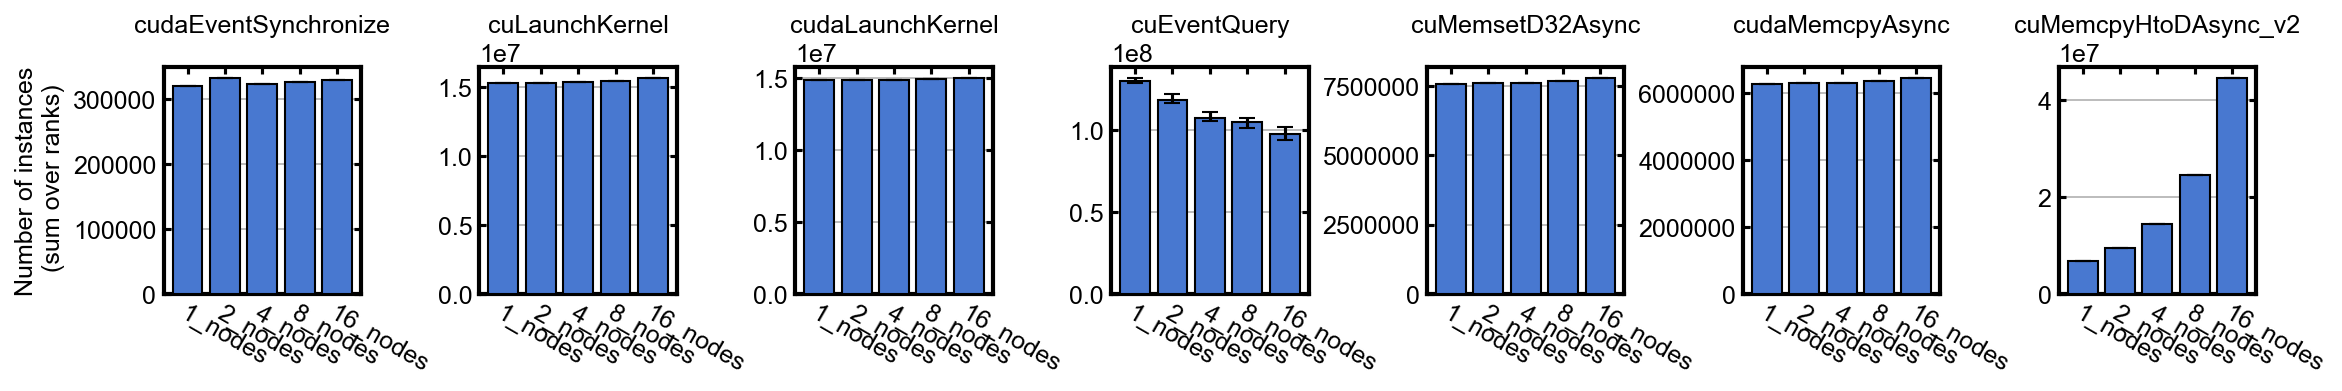 cudaEventSynchronize
cuLaunchKernel
cudaLaunchKernel
cuEventQuery
cuMemsetD32Async
cudaMemcpyAsync
cuMemcpyHtoDAsync_v2
Number of instances
(sum over ranks)
300000
200000
100000
0
1_nodes
2_nodes
4_nodes
8_nodes
16_nodes
1e7
1.5
1.0
0.5
0.0
1_nodes
2_nodes
4_nodes
8_nodes
16_nodes
1e7
1.5
1.0
0.5
0.0
1_nodes
2_nodes
4_nodes
8_nodes
16_nodes
1e8
1.0
0.5
0.0
1_nodes
2_nodes
4_nodes
8_nodes
16_nodes
7500000
5000000
2500000
0
1_nodes
2_nodes
4_nodes
8_nodes
16_nodes
6000000
4000000
2000000
0
1_nodes
2_nodes
4_nodes
8_nodes
16_nodes
1e7
4
2
0
1_nodes
2_nodes
4_nodes
8_nodes
16_nodes